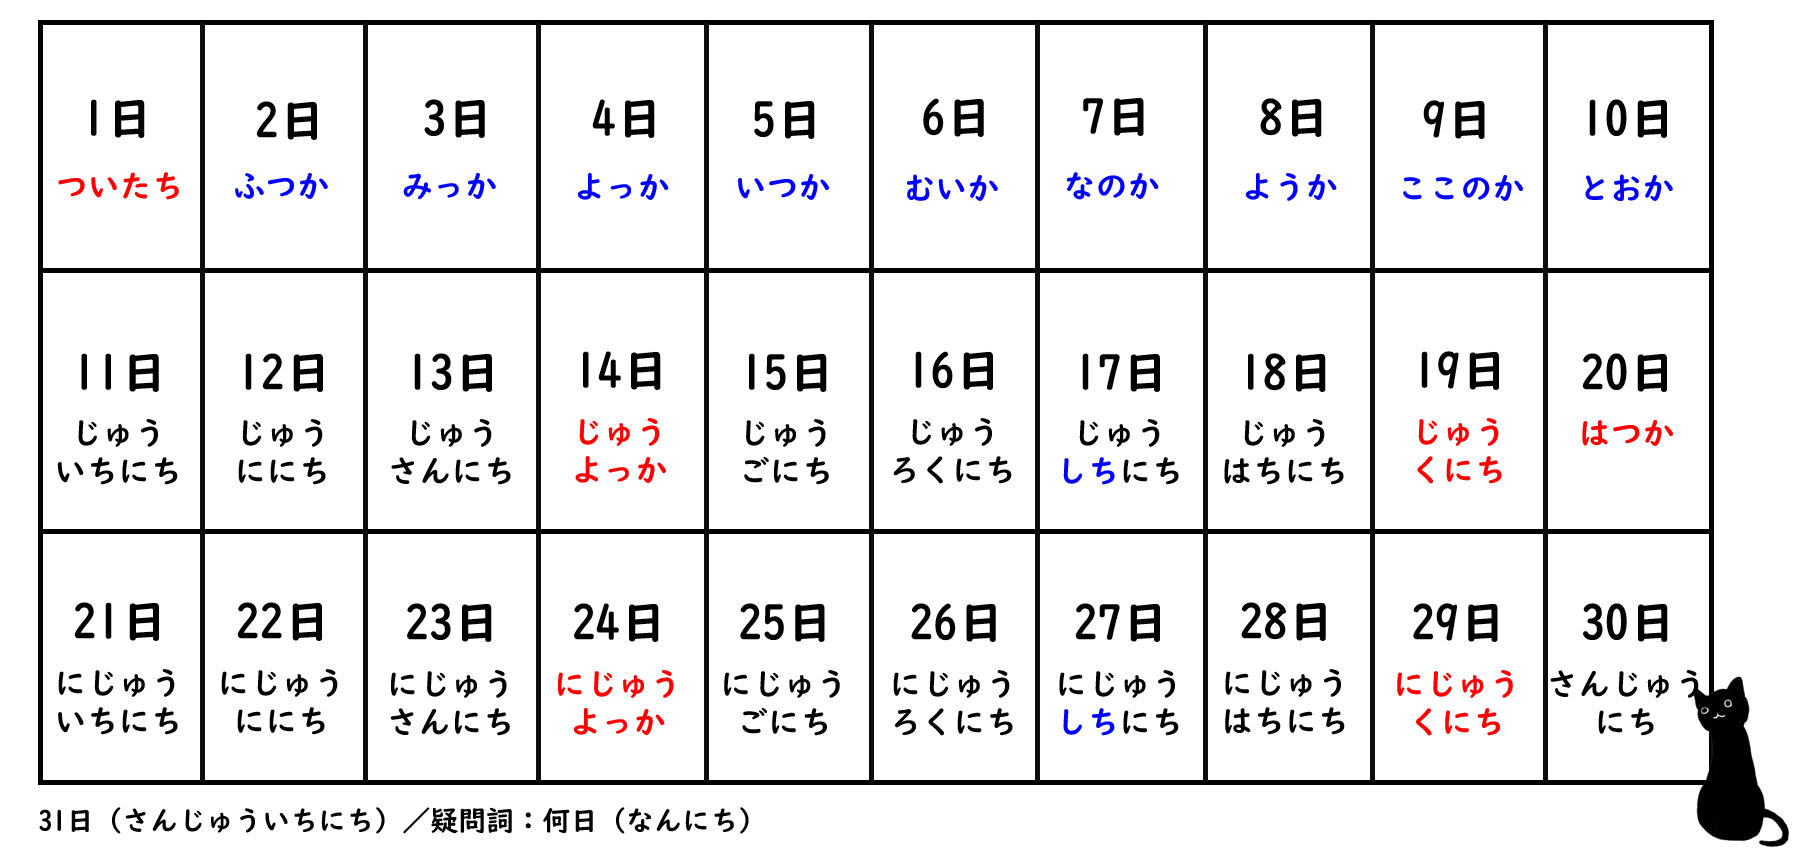 1日
ついたち
2日
ふつか
3日
みっか
4日
よっか
5日
いつか
6日
むいか
7日
なのか
8日
ようか
9日
ここのか
10日
とおか
11日
じゅう
いちにち
12日
じゅう
ににち
13日
じゅう
さんにち
14日
じゅう
よっか
15日
じゅう
ごにち
16日
じゅう
ろくにち
17日
じゅう
しちにち
18日
じゅう
はちにち
19日
じゅう
くにち
20日
はつか
21日
にじゅう
いちにち
22日
にじゅう
ににち
23日
にじゅう
さんにち
24日
にじゅう
よっか
25日
にじゅう
ごにち
26日
にじゅう
ろくにち
27日
にじゅう
しちにち
28日
にじゅう
はちにち
29日
にじゅう
くにち
30日
さんじゅう
にち
31日（さんじゅういちにち）／疑問詞：何日（なんにち）